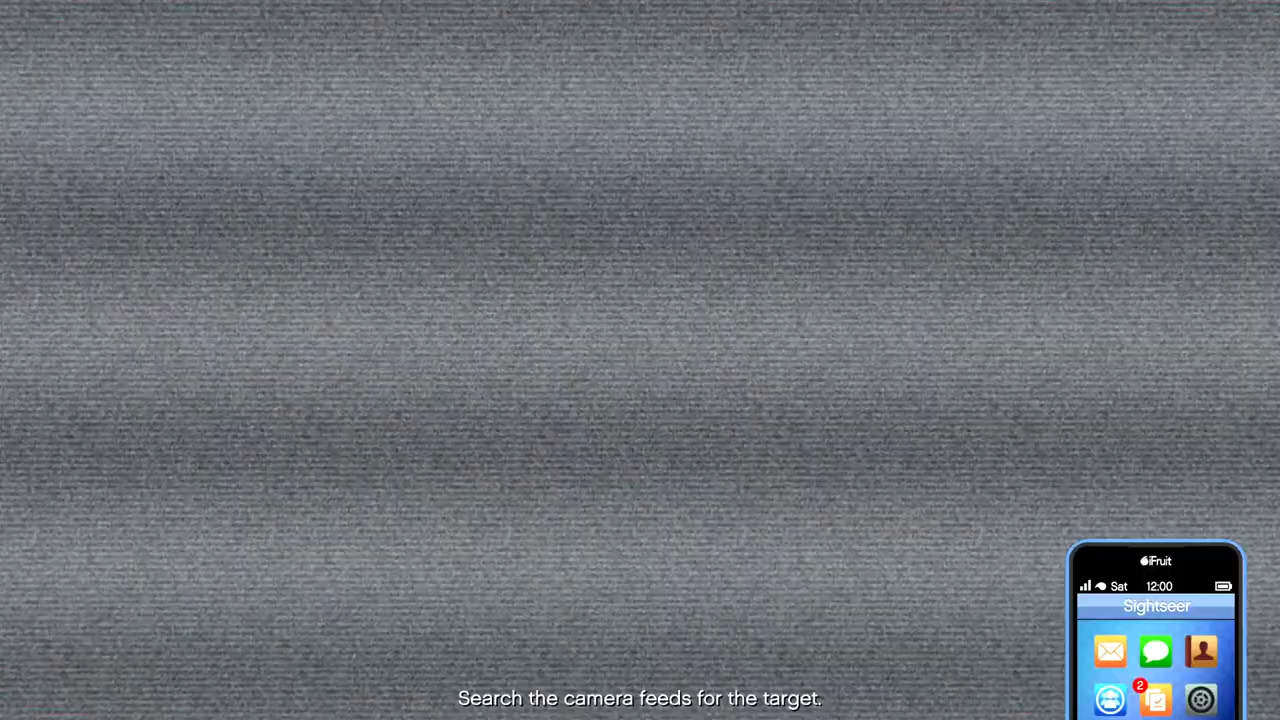 iFruit
Sat 12:00
Sightseer
2
Search the camera feeds for the target.